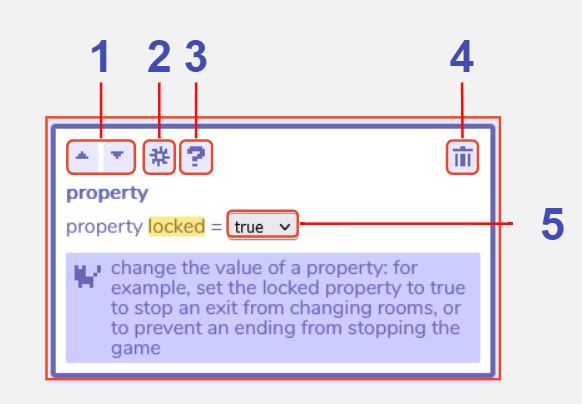 1 2 3 4
?
property
property locked = true
5
change the value of a property: for
example, set the locked property to true
to stop an exit from changing rooms, or
to prevent an ending from stopping the
game